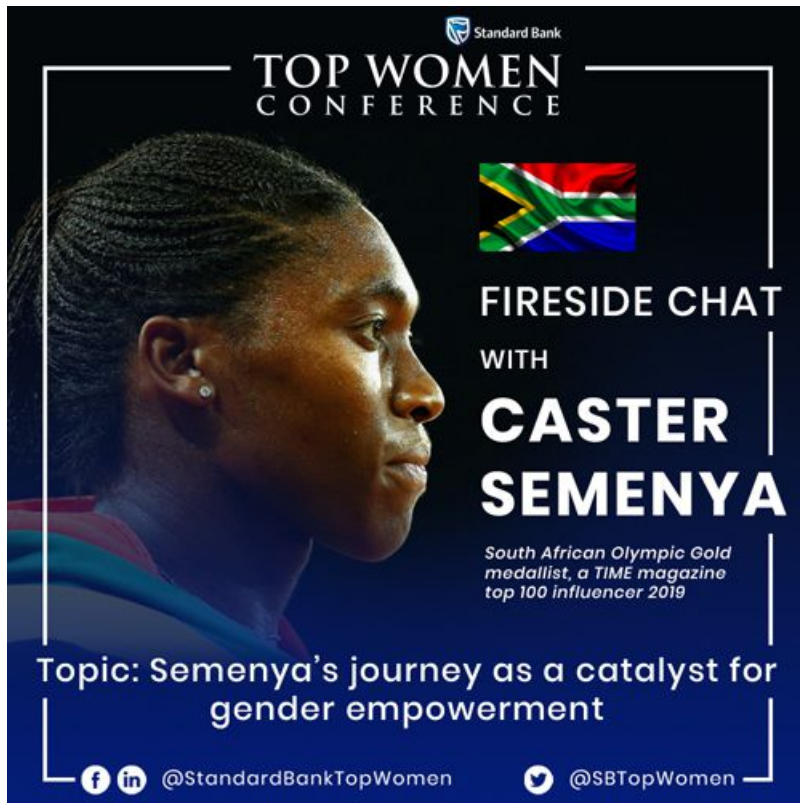 Standard Bank
TOP WOMEN
CONFERENCE
FIRESIDE CHAT
WITH
CASTER
SEMENYA
South African Olympic Gold
medallist, a TIME magazine
top 100 influencer 2019
Topic: Semenya’s journey as a catalyst for
gender empowerment
@StandardBankTopWomen
@SBTopWomen